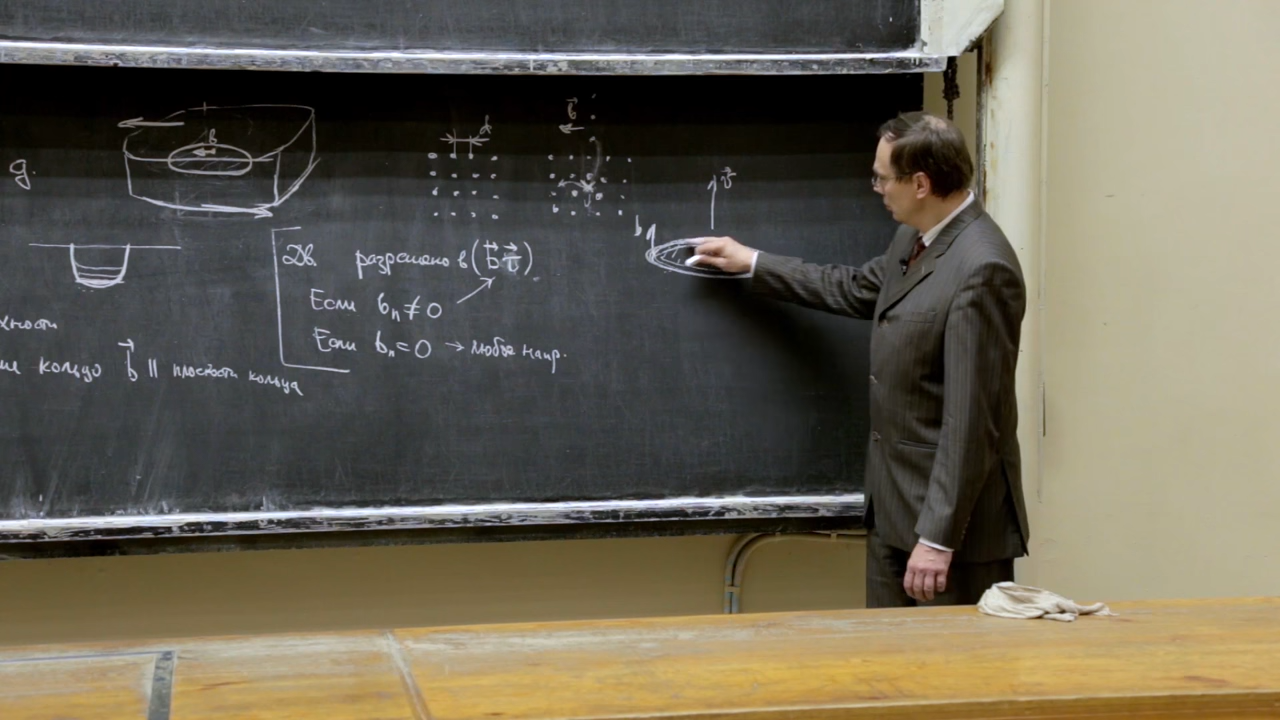 g.
b
d
b⃗
v⃗
b
Дв. разрешено в (b⃗ τ⃗)
Если bₙ ≠ 0
Если bₙ = 0 → любое напр.
кольцо b⃗ || плоскости кольца